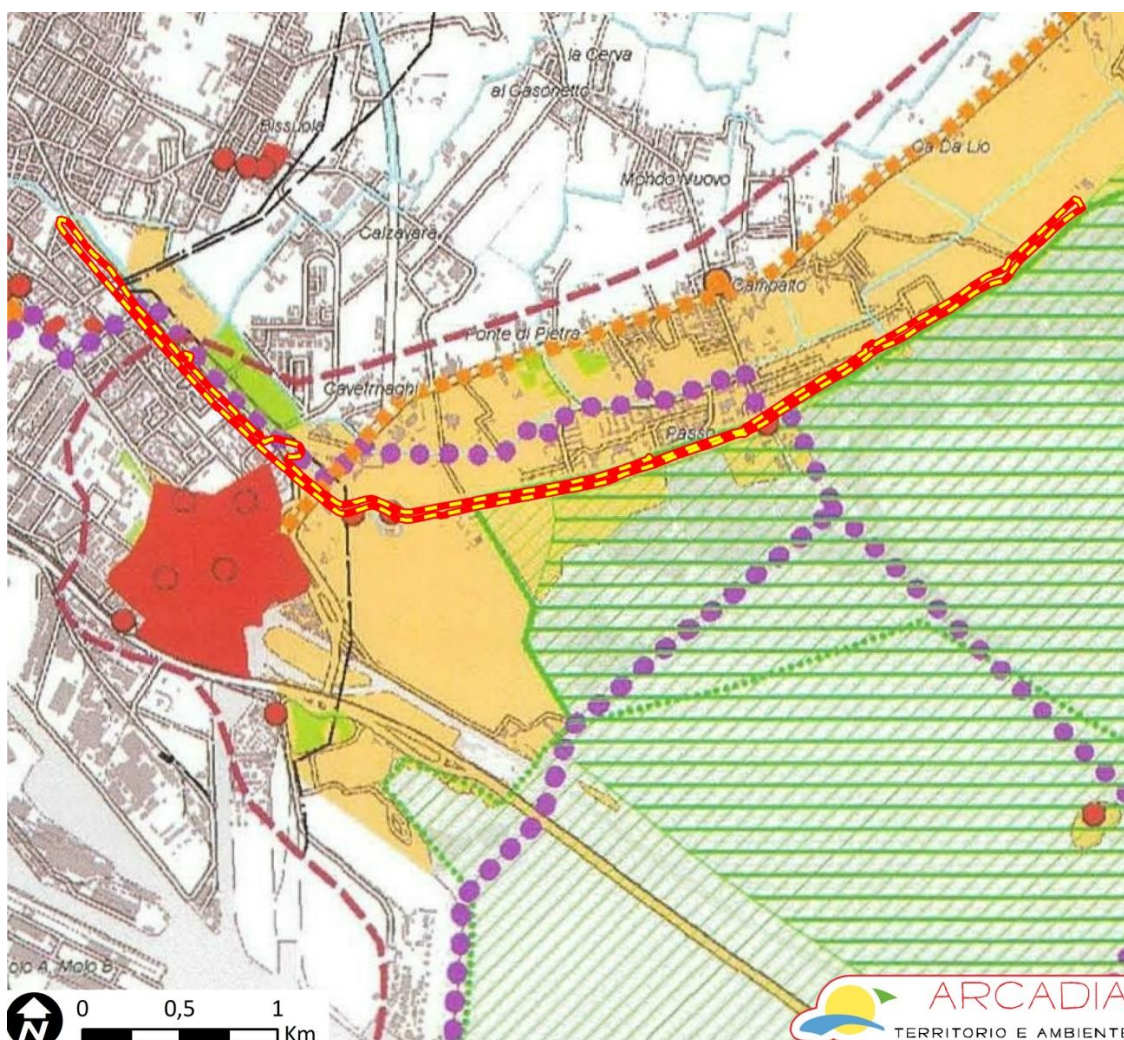 la Cerva
al Casonetto
Bissuola
Ca Da Lio
Mondo Nuovo
Calzavara
Campalto
Ponte di Pietra
Cavergnaghi
Passo
Molo A, Molo B
N
0 0,5 1
Km
ARCADIA
TERRITORIO E AMBIENTE